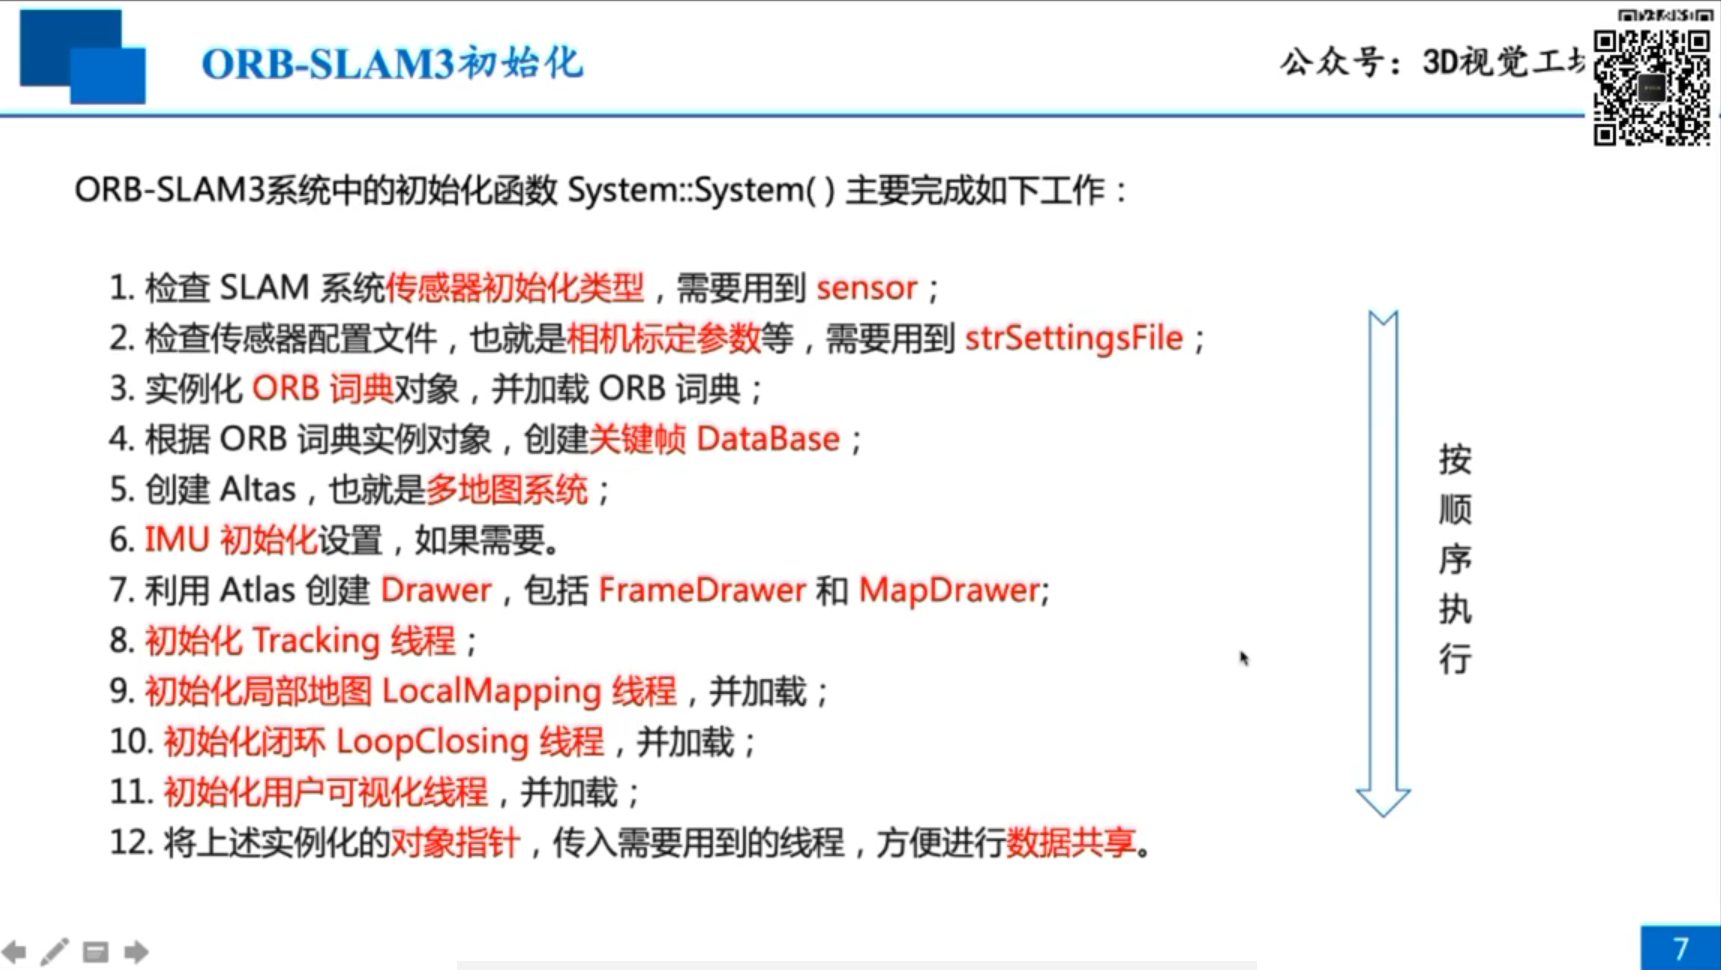 ORB-SLAM3初始化
公众号：3D视觉工坊
ORB-SLAM3系统中的初始化函数 System::System( ) 主要完成如下工作：
1. 检查 SLAM 系统传感器初始化类型，需要用到 sensor；
2. 检查传感器配置文件，也就是相机标定参数等，需要用到 strSettingsFile；
3. 实例化 ORB 词典对象，并加载 ORB 词典；
4. 根据 ORB 词典实例对象，创建关键帧 DataBase；
5. 创建 Altas，也就是多地图系统；
6. IMU 初始化设置，如果需要。
7. 利用 Atlas 创建 Drawer，包括 FrameDrawer 和 MapDrawer;
8. 初始化 Tracking 线程；
9. 初始化局部地图 LocalMapping 线程，并加载；
10. 初始化闭环 LoopClosing 线程，并加载；
11. 初始化用户可视化线程，并加载；
12. 将上述实例化的对象指针，传入需要用到的线程，方便进行数据共享。
按
顺
序
执
行
7